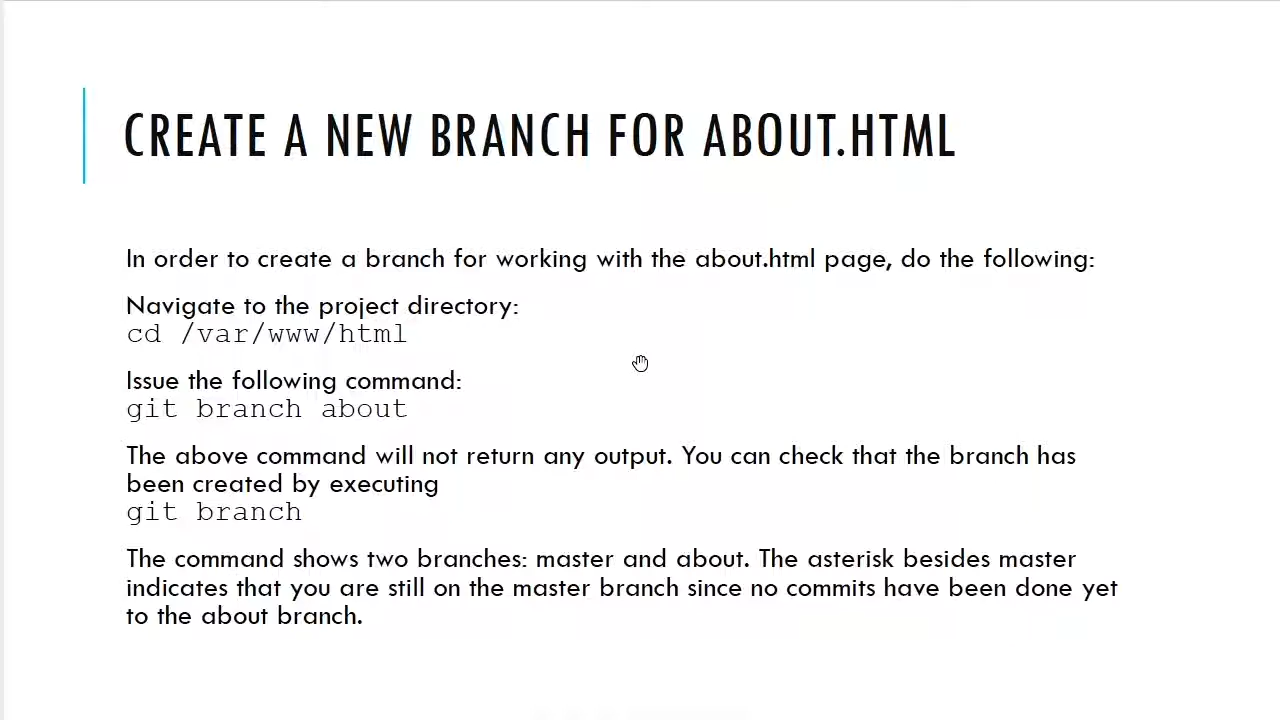 CREATE A NEW BRANCH FOR ABOUT.HTML
In order to create a branch for working with the about.html page, do the following:
Navigate to the project directory:
cd /var/www/html
Issue the following command:
git branch about
The above command will not return any output. You can check that the branch has
been created by executing
git branch
The command shows two branches: master and about. The asterisk besides master
indicates that you are still on the master branch since no commits have been done yet
to the about branch.